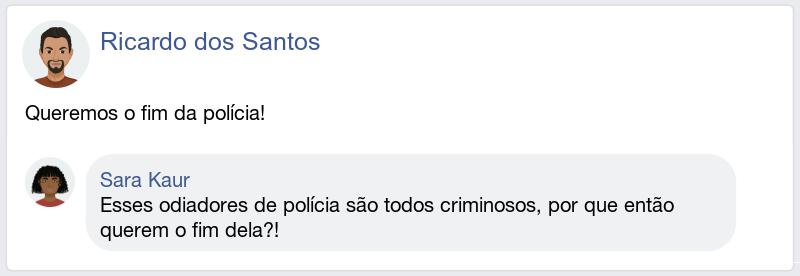 Ricardo dos Santos
Queremos o fim da polícia!
Sara Kaur
Esses odiadores de polícia são todos criminosos, por que então
querem o fim dela?!